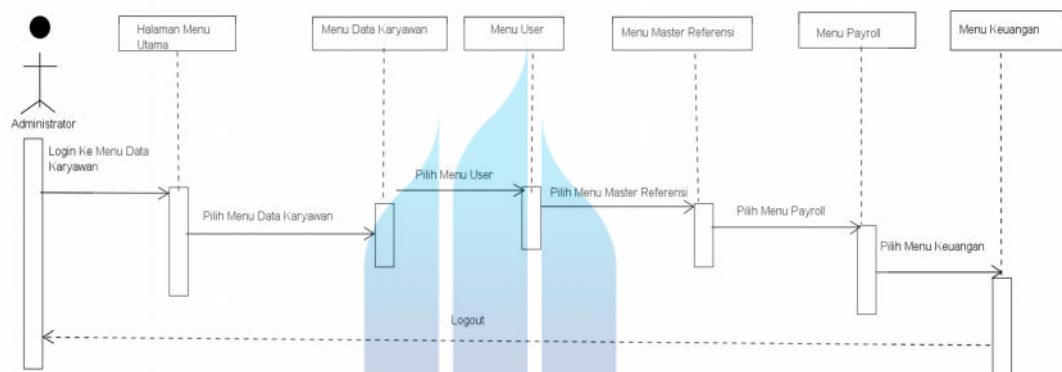 Halaman Menu
Utama
Menu Data Karyawan
Menu User
Menu Master Referensi
Menu Payroll
Menu Keuangan
Administrator
Login Ke Menu Data
Karyawan
Pilih Menu Data Karyawan
Pilih Menu User
Pilih Menu Master Referensi
Pilih Menu Payroll
Pilih Menu Keuangan
Logout